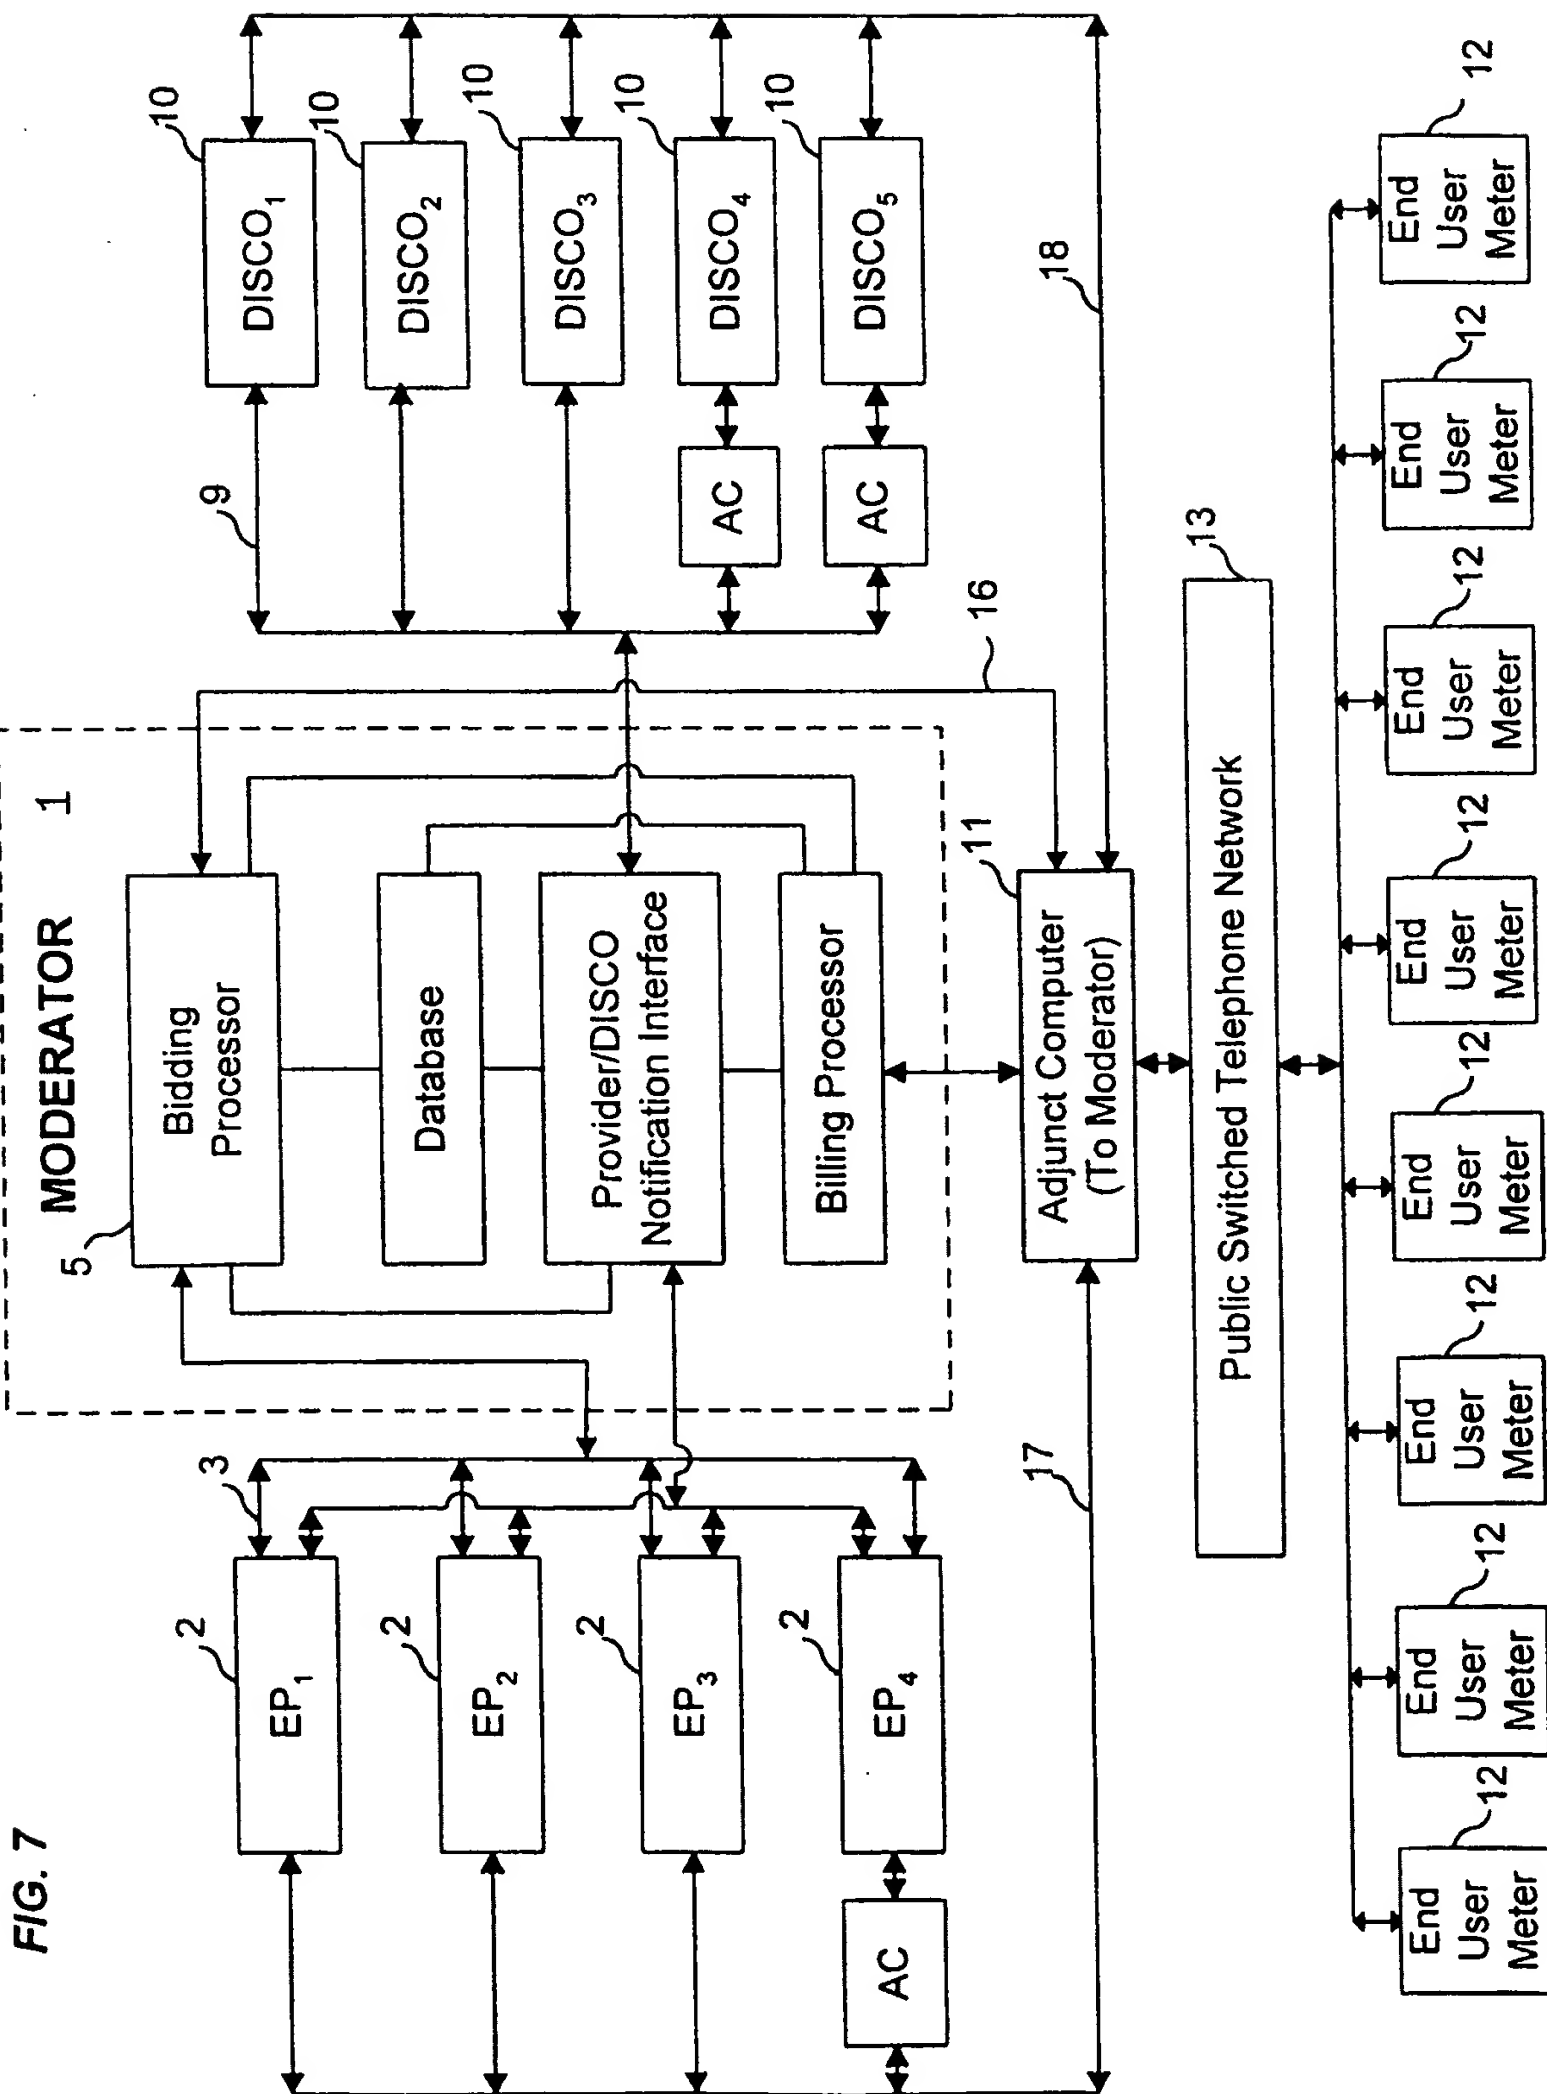 FIG. 7
MODERATOR 1
5
Bidding
Processor
Database
Provider/DISCO
Notification Interface
Billing Processor
3
2
EP1
2
EP2
2
EP3
2
EP4
AC
9
10
DISCO1
10
DISCO2
10
DISCO3
10
DISCO4
AC
10
DISCO5
AC
16
17
18
11
Adjunct Computer
(To Moderator)
13
Public Switched Telephone Network
12
End
User
Meter
12
End
User
Meter
12
End
User
Meter
12
End
User
Meter
12
End
User
Meter
12
End
User
Meter
12
End
User
Meter
12
End
User
Meter